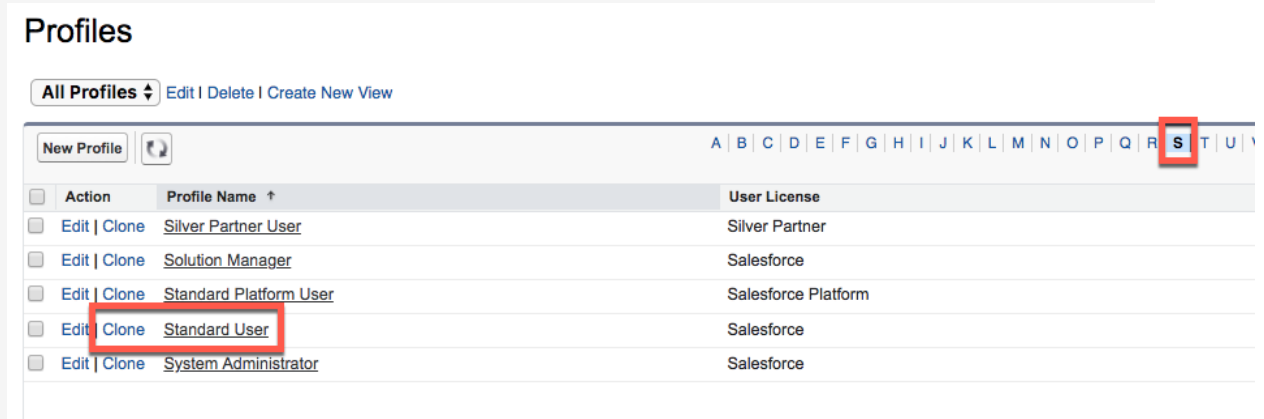 Profiles
All Profiles Edit | Delete | Create New View
New Profile A | B | C | D | E | F | G | H | I | J | K | L | M | N | O | P | Q | R | S | T | U |
Action Profile Name ↑ User License
Edit | Clone Silver Partner User Silver Partner
Edit | Clone Solution Manager Salesforce
Edit | Clone Standard Platform User Salesforce Platform
Edit | Clone Standard User Salesforce
Edit | Clone System Administrator Salesforce